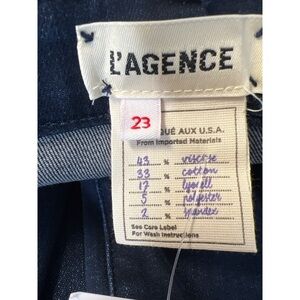 L'AGENCE
23
QUÉ AUX U.S.A.
From Imported Materials
43 % viscose
33 % cotton
17 % lyocell
5 % polyester
2 % spandex
See Care Label
For Wash Instructions